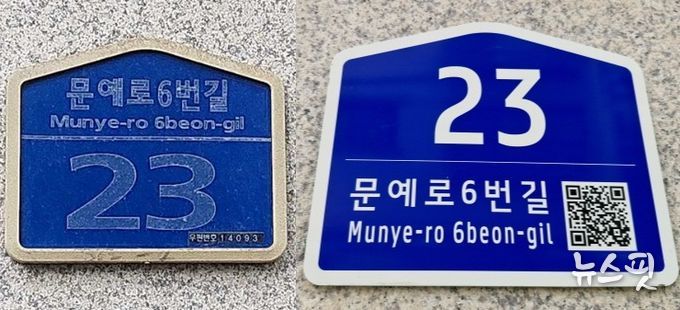 문예로6번길
Munye-ro 6beon-gil
23
우편번호 14093
23
문예로6번길
Munye-ro 6beon-gil
뉴스핏